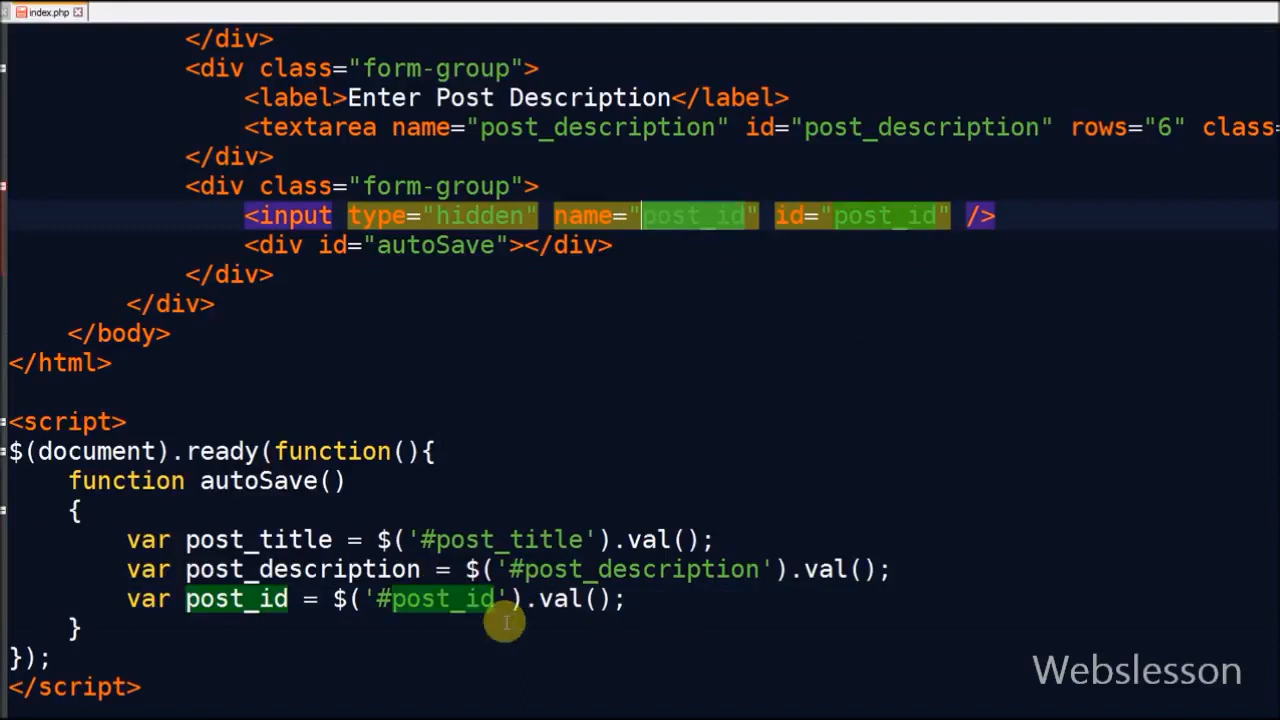 index.php
</div>
<div class="form-group">
<label>Enter Post Description</label>
<textarea name="post_description" id="post_description" rows="6" class=
</div>
<div class="form-group">
<input type="hidden" name="post_id" id="post_id" />
<div id="autoSave"></div>
</div>
</div>
</body>
</html>
<script>
$(document).ready(function(){
function autoSave()
{
var post_title = $('#post_title').val();
var post_description = $('#post_description').val();
var post_id = $('#post_id').val();
}
});
</script>
Webslesson